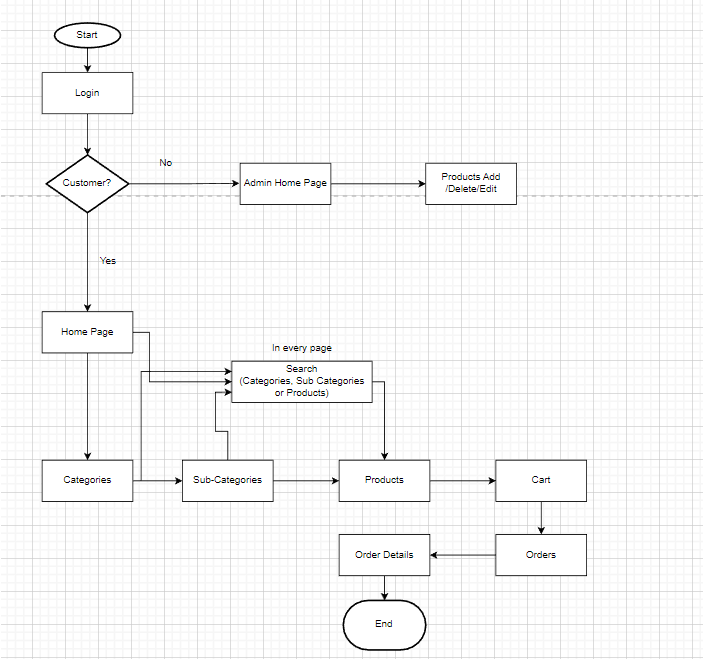 Start
Login
No
Customer?
Admin Home Page
Products Add
/Delete/Edit
Yes
Home Page
In every page
Search
(Categories, Sub Categories
or Products)
Categories
Sub-Categories
Products
Cart
Order Details
Orders
End